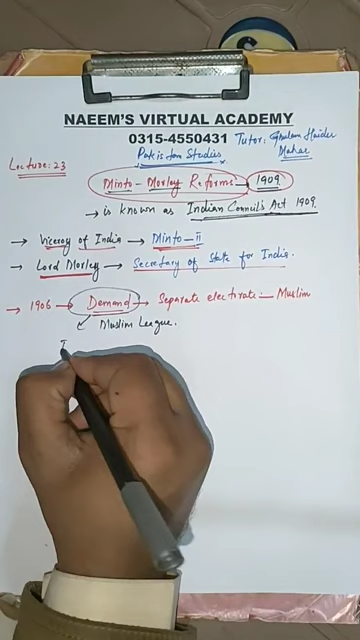 NAEEM'S VIRTUAL ACADEMY
0315-4550431 Tutor: Ghulam Haider
Pakistan Studies Mahar
Lecture: 23
Minto-Morley Reforms 1909
→ is known as Indian Councils Act 1909.
→ Viceroy of India → Minto-II
→ Lord Morley → Secretary of State for India.
→ 1906 → Demand → Separate electrate — Muslim
Muslim League.